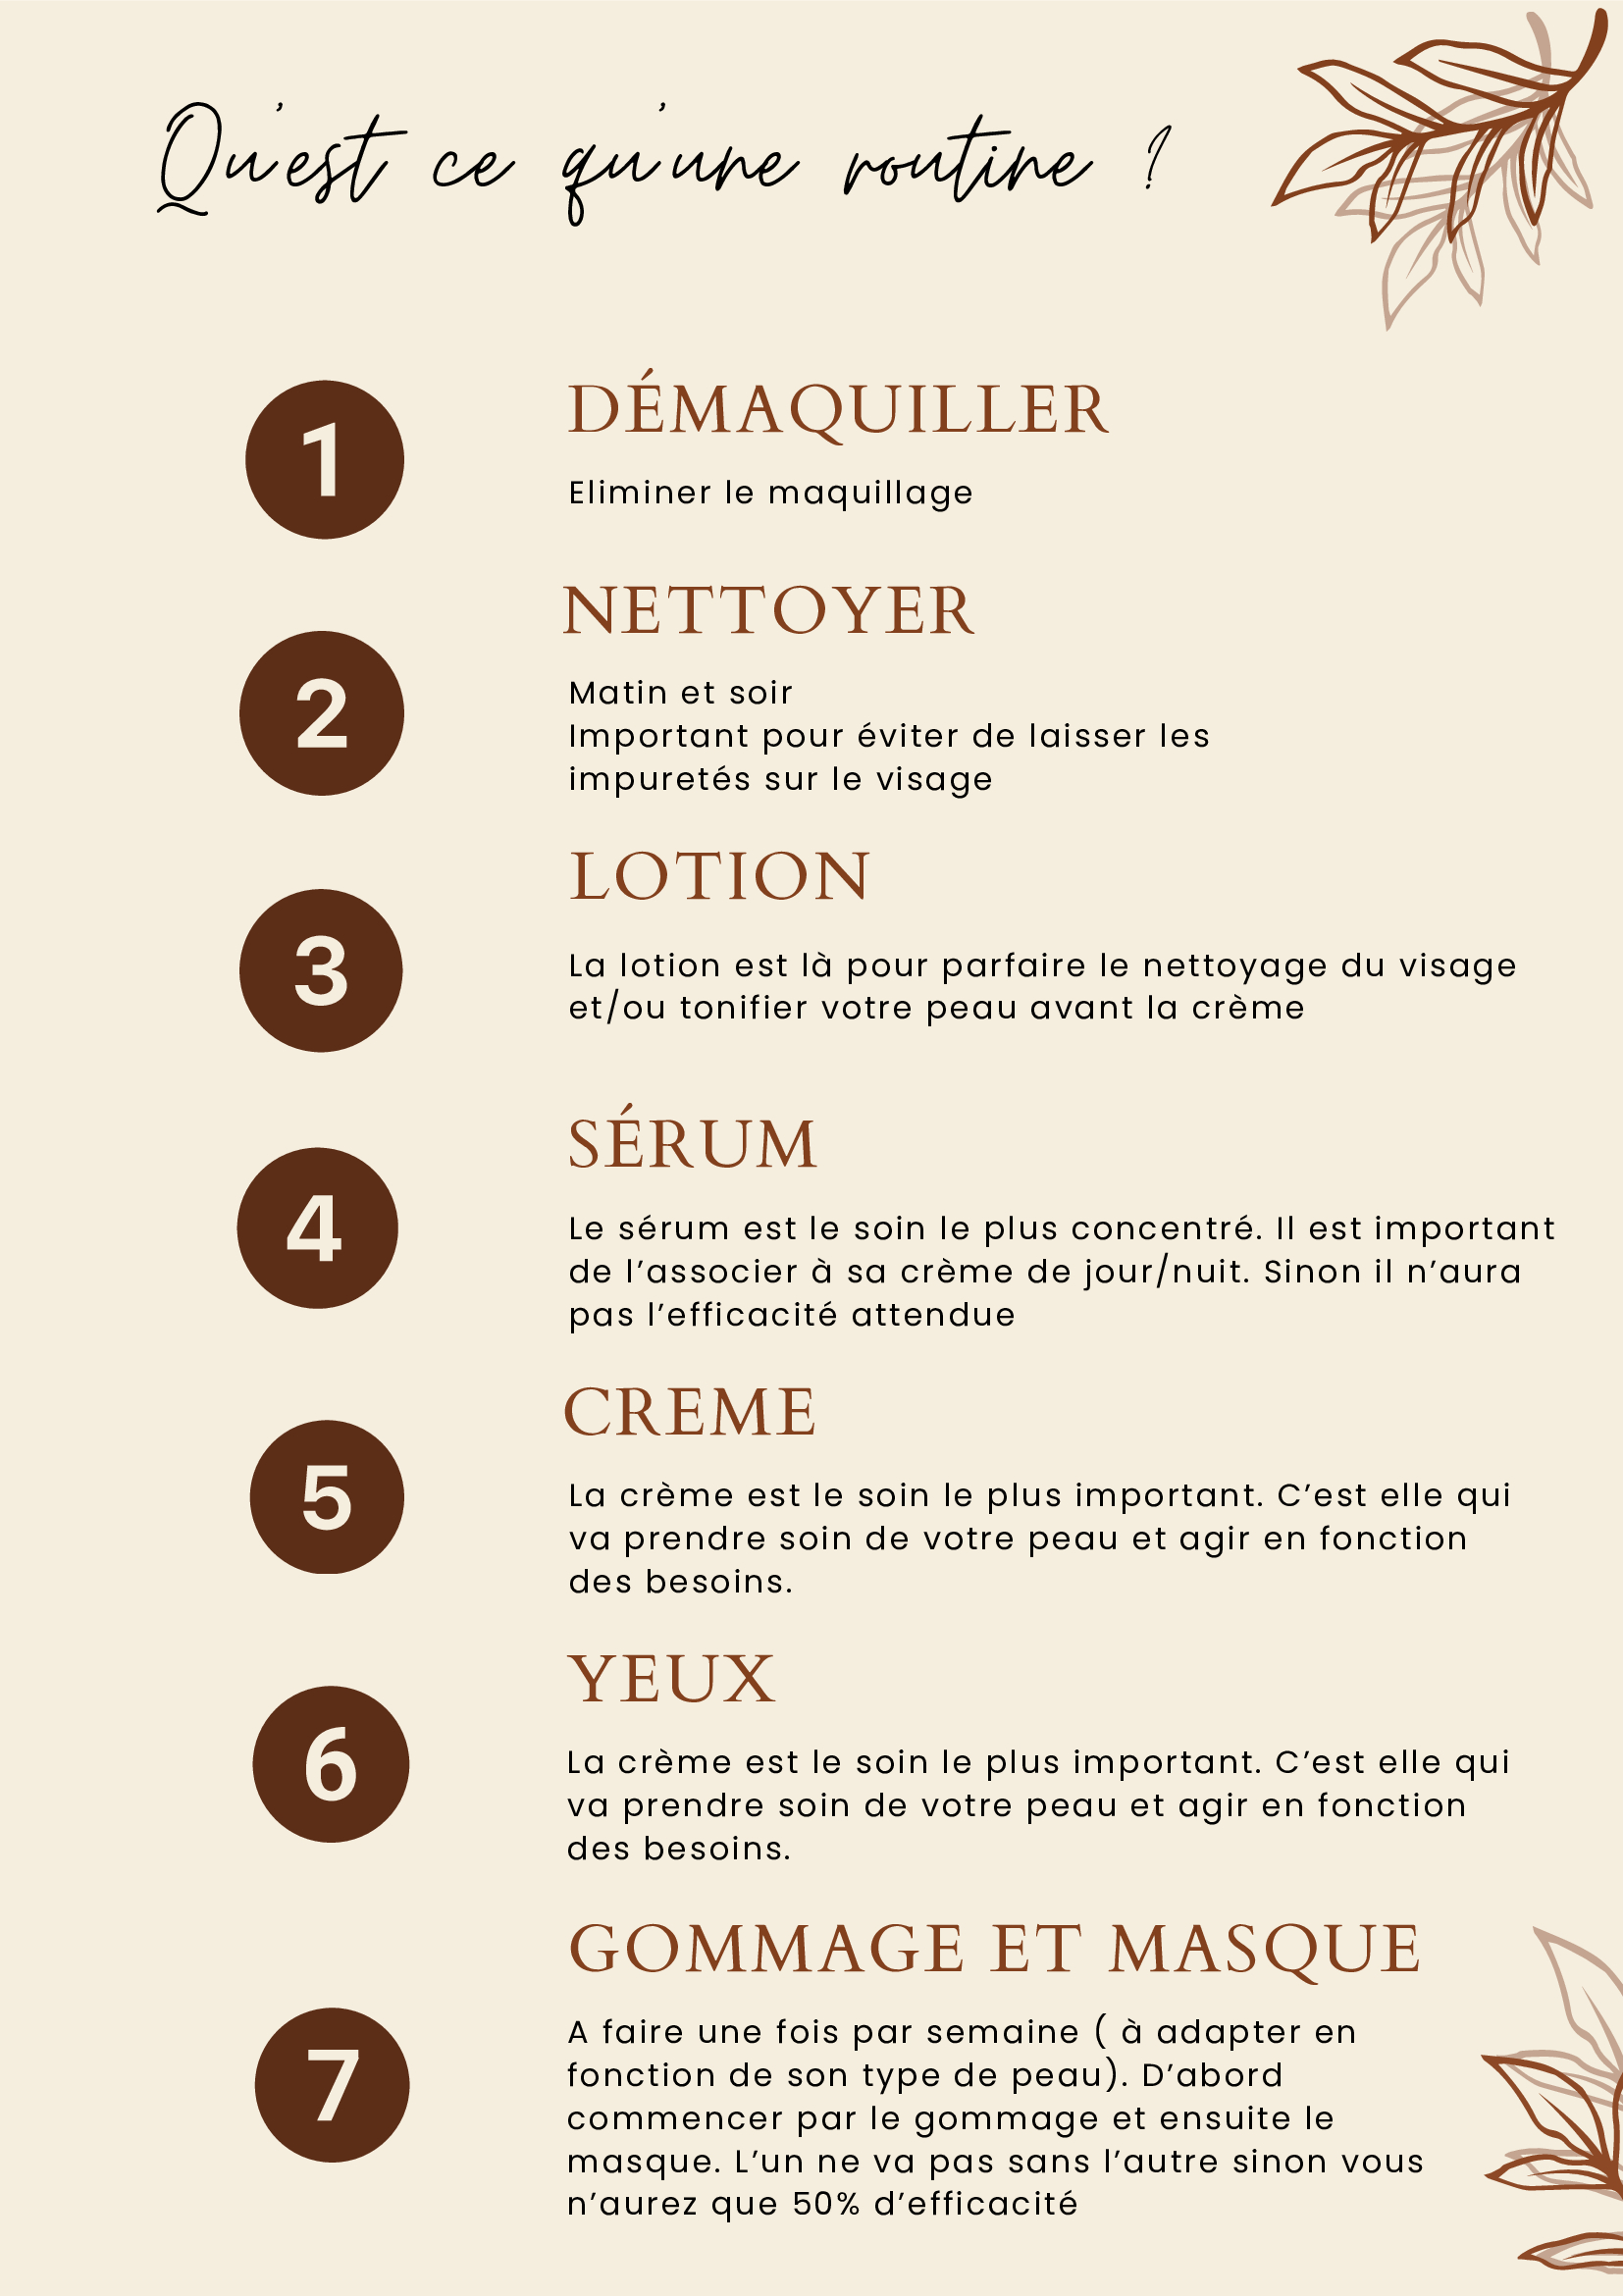 Qu'est ce qu'une routine ?
1
DÉMAQUILLER
Eliminer le maquillage
2
NETTOYER
Matin et soir
Important pour éviter de laisser les
impuretés sur le visage
3
LOTION
La lotion est là pour parfaire le nettoyage du visage
et/ou tonifier votre peau avant la crème
4
SÉRUM
Le sérum est le soin le plus concentré. Il est important
de l’associer à sa crème de jour/nuit. Sinon il n’aura
pas l’efficacité attendue
5
CREME
La crème est le soin le plus important. C’est elle qui
va prendre soin de votre peau et agir en fonction
des besoins.
6
YEUX
La crème est le soin le plus important. C’est elle qui
va prendre soin de votre peau et agir en fonction
des besoins.
7
GOMMAGE ET MASQUE
A faire une fois par semaine ( à adapter en
fonction de son type de peau). D’abord
commencer par le gommage et ensuite le
masque. L’un ne va pas sans l’autre sinon vous
n’aurez que 50% d’efficacité